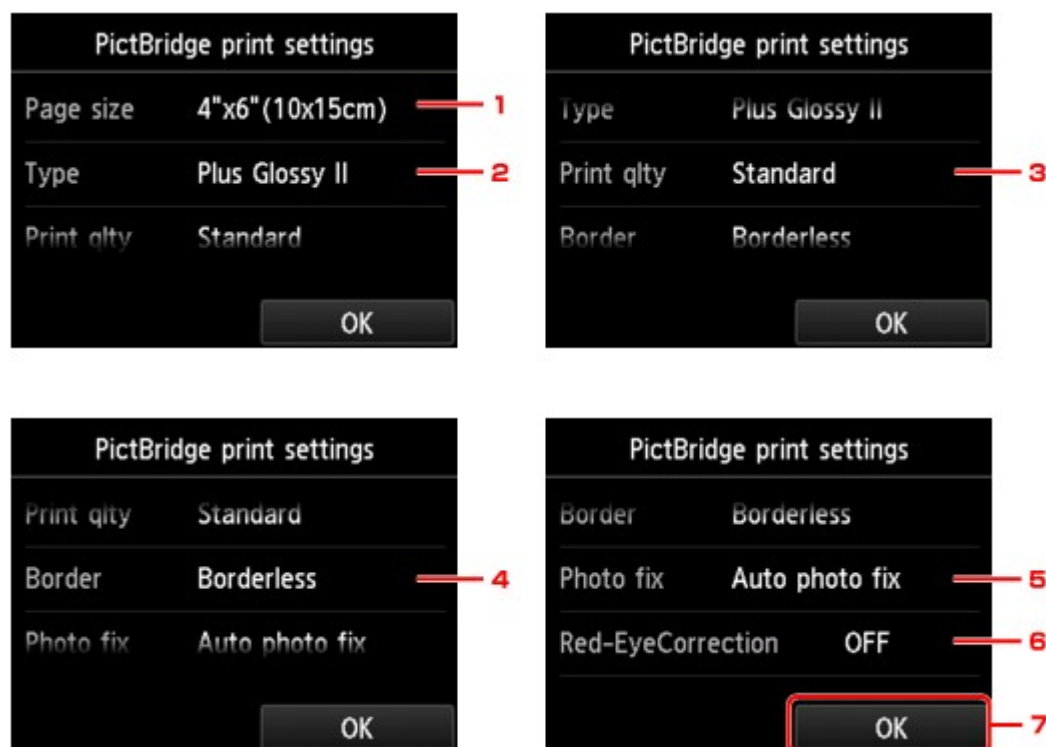 PictBridge print settings
Page size 4"x6"(10x15cm) 1
Type Plus Glossy II 2
Print qlty Standard
OK
PictBridge print settings
Type Plus Glossy II
Print qlty Standard 3
Border Borderless
OK
PictBridge print settings
Print qlty Standard
Border Borderless 4
Photo fix Auto photo fix
OK
PictBridge print settings
Border Borderless
Photo fix Auto photo fix 5
Red-EyeCorrection OFF 6
OK 7